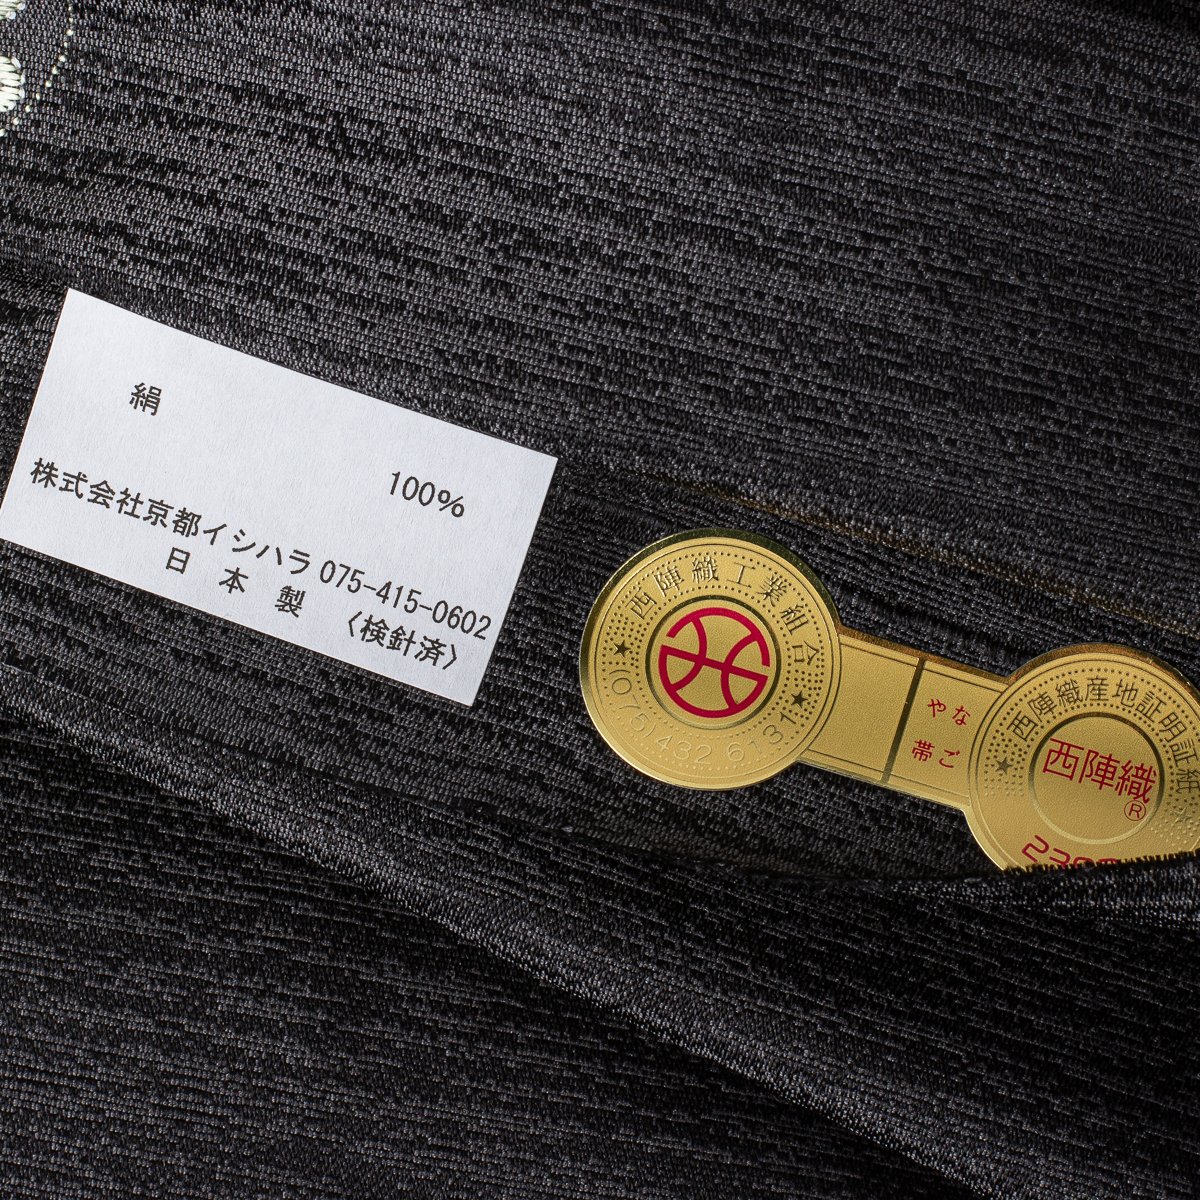 絹
100%
株式会社京都イシハラ 075-415-0602
日 本 製 〈検針済〉
西陣織工業組合
★ ★
(075)432 6131
なご
や帯
西陣織産地証明証紙
西陣織
®